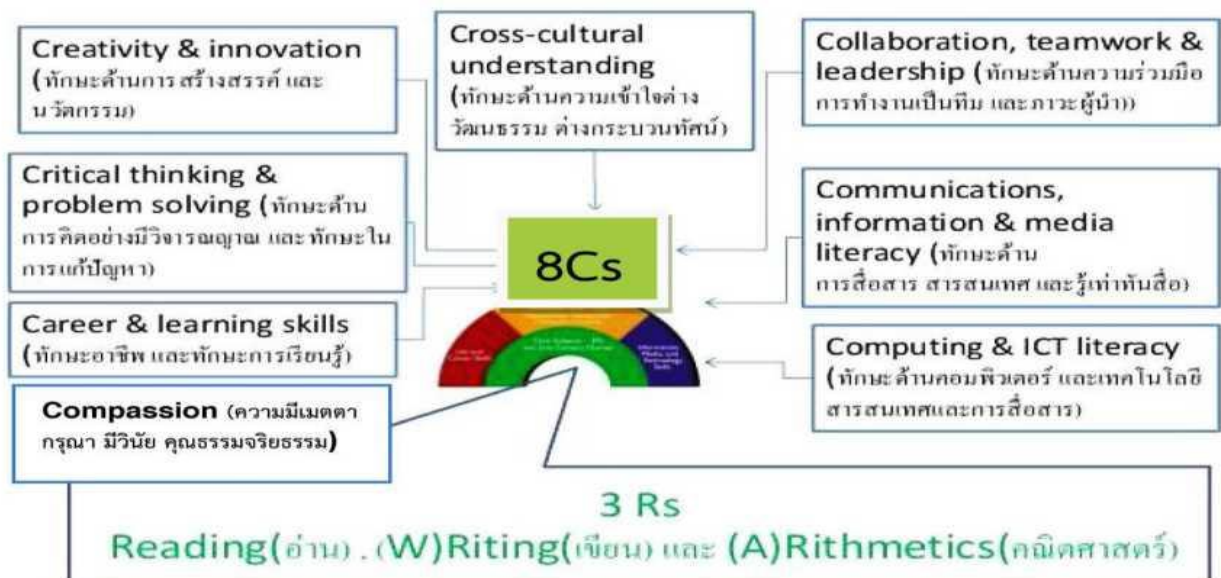 Creativity & innovation
(ทักษะด้านการสร้างสรรค์ และ
นวัตกรรม)
Cross-cultural
understanding
(ทักษะด้านความเข้าใจต่าง
วัฒนธรรม ต่างกระบวนทัศน์)
Collaboration, teamwork &
leadership (ทักษะด้านความร่วมมือ
การทำงานเป็นทีม และภาวะผู้นำ))
Critical thinking &
problem solving (ทักษะด้าน
การคิดอย่างมีวิจารณญาณ และทักษะใน
การแก้ปัญหา)
8Cs
Communications,
information & media
literacy (ทักษะด้าน
การสื่อสาร สารสนเทศ และรู้เท่าทันสื่อ)
Career & learning skills
(ทักษะอาชีพ และทักษะการเรียนรู้)
Computing & ICT literacy
(ทักษะด้านคอมพิวเตอร์ และเทคโนโลยี
สารสนเทศและการสื่อสาร)
Compassion (ความมีเมตตา
กรุณา มีวินัย คุณธรรมจริยธรรม)
3 Rs
Reading(อ่าน) . (W)Riting(เขียน) และ (A)Rithmetics(คณิตศาสตร์)